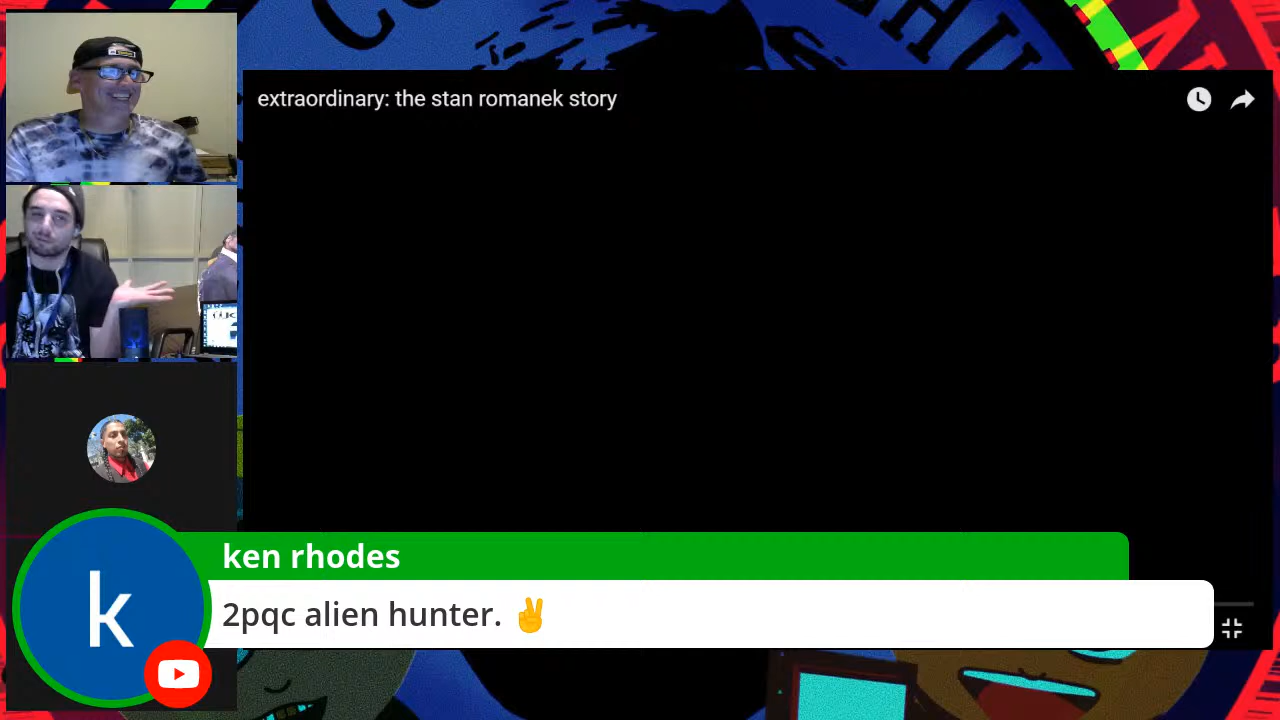 extraordinary: the stan romanek story
ken rhodes
k
2pqc alien hunter. ✌